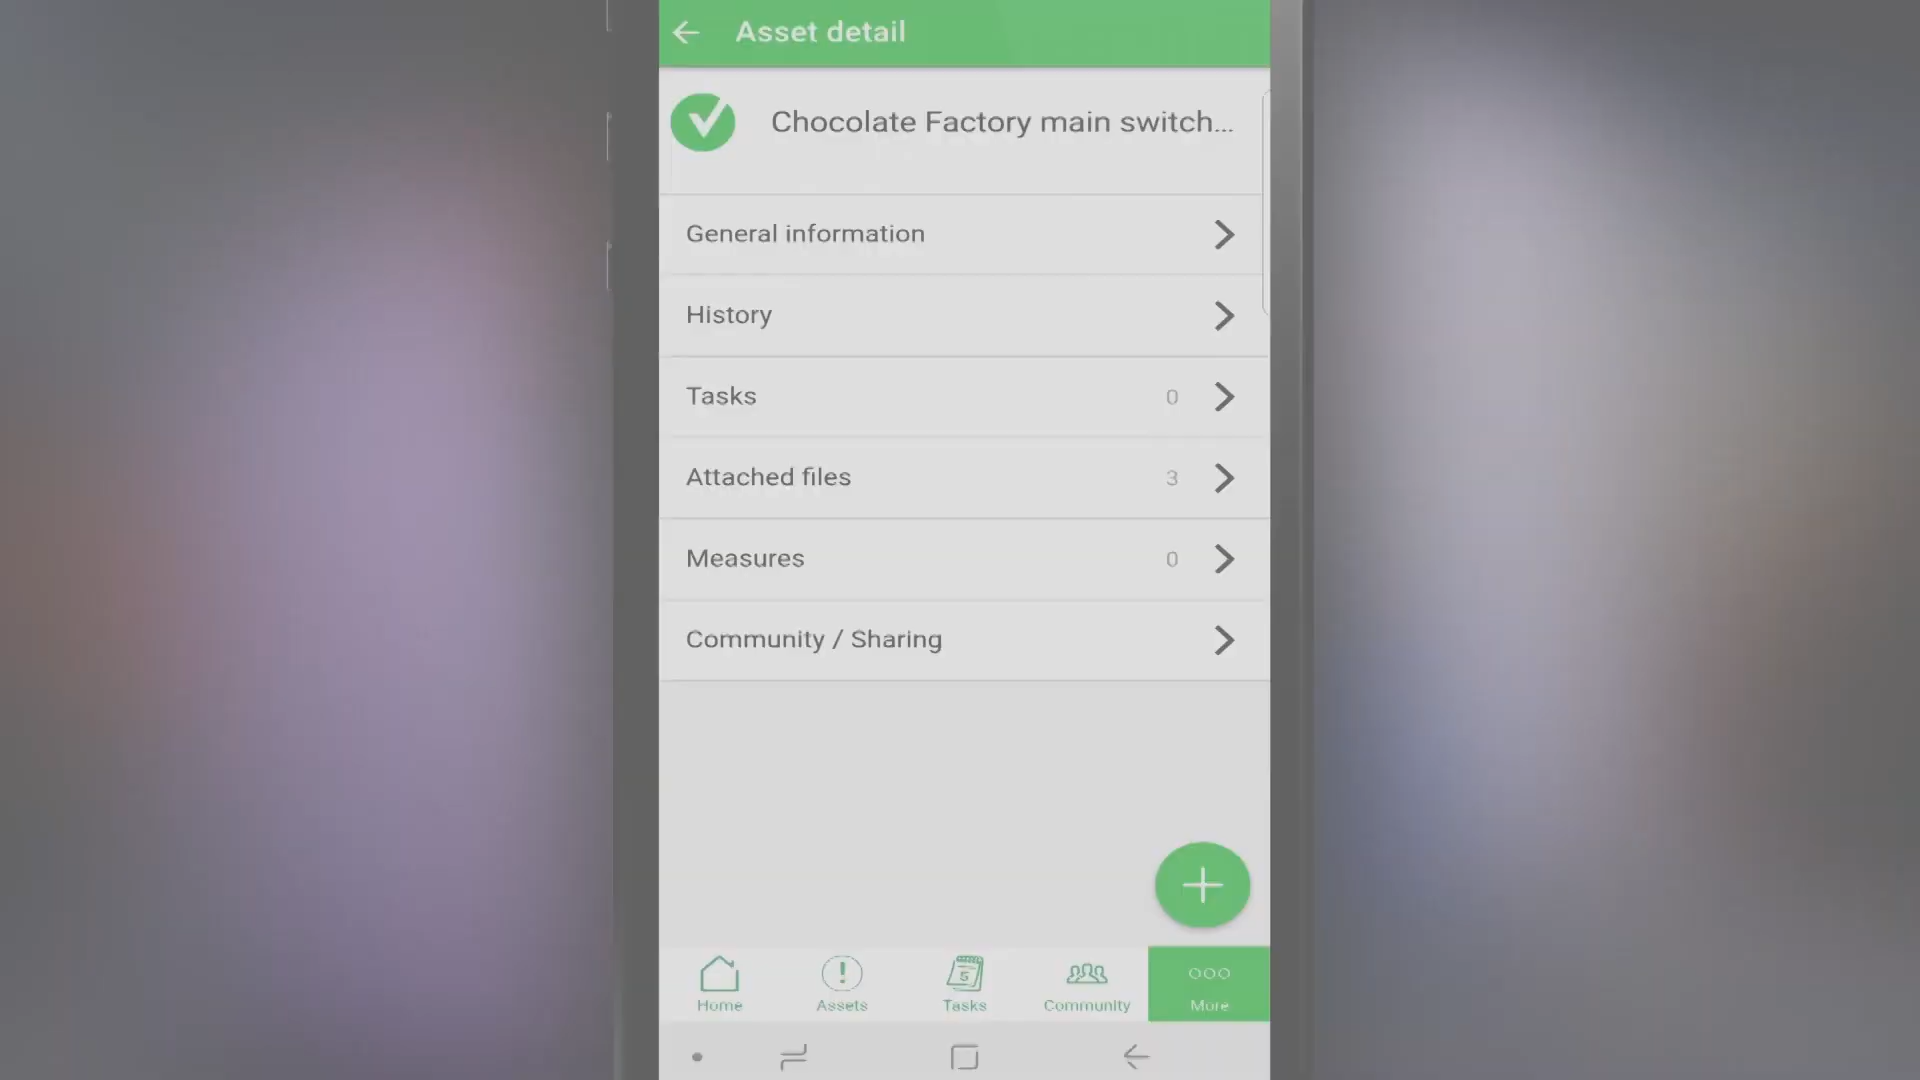 Asset detail
Chocolate Factory main switch...
General information
History
Tasks 0
Attached files 3
Measures 0
Community / Sharing
5
Home Assets Tasks Community More